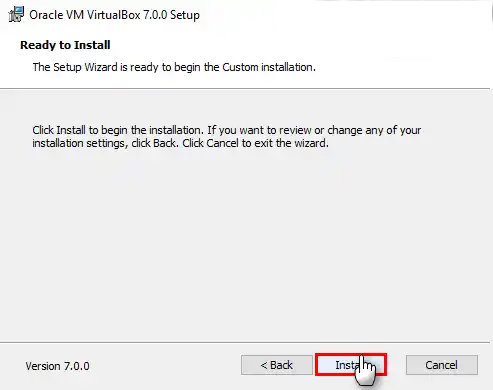 Oracle VM VirtualBox 7.0.0 Setup
Ready to Install
The Setup Wizard is ready to begin the Custom installation.
Click Install to begin the installation. If you want to review or change any of your
installation settings, click Back. Click Cancel to exit the wizard.
Version 7.0.0
< Back
Install
Cancel